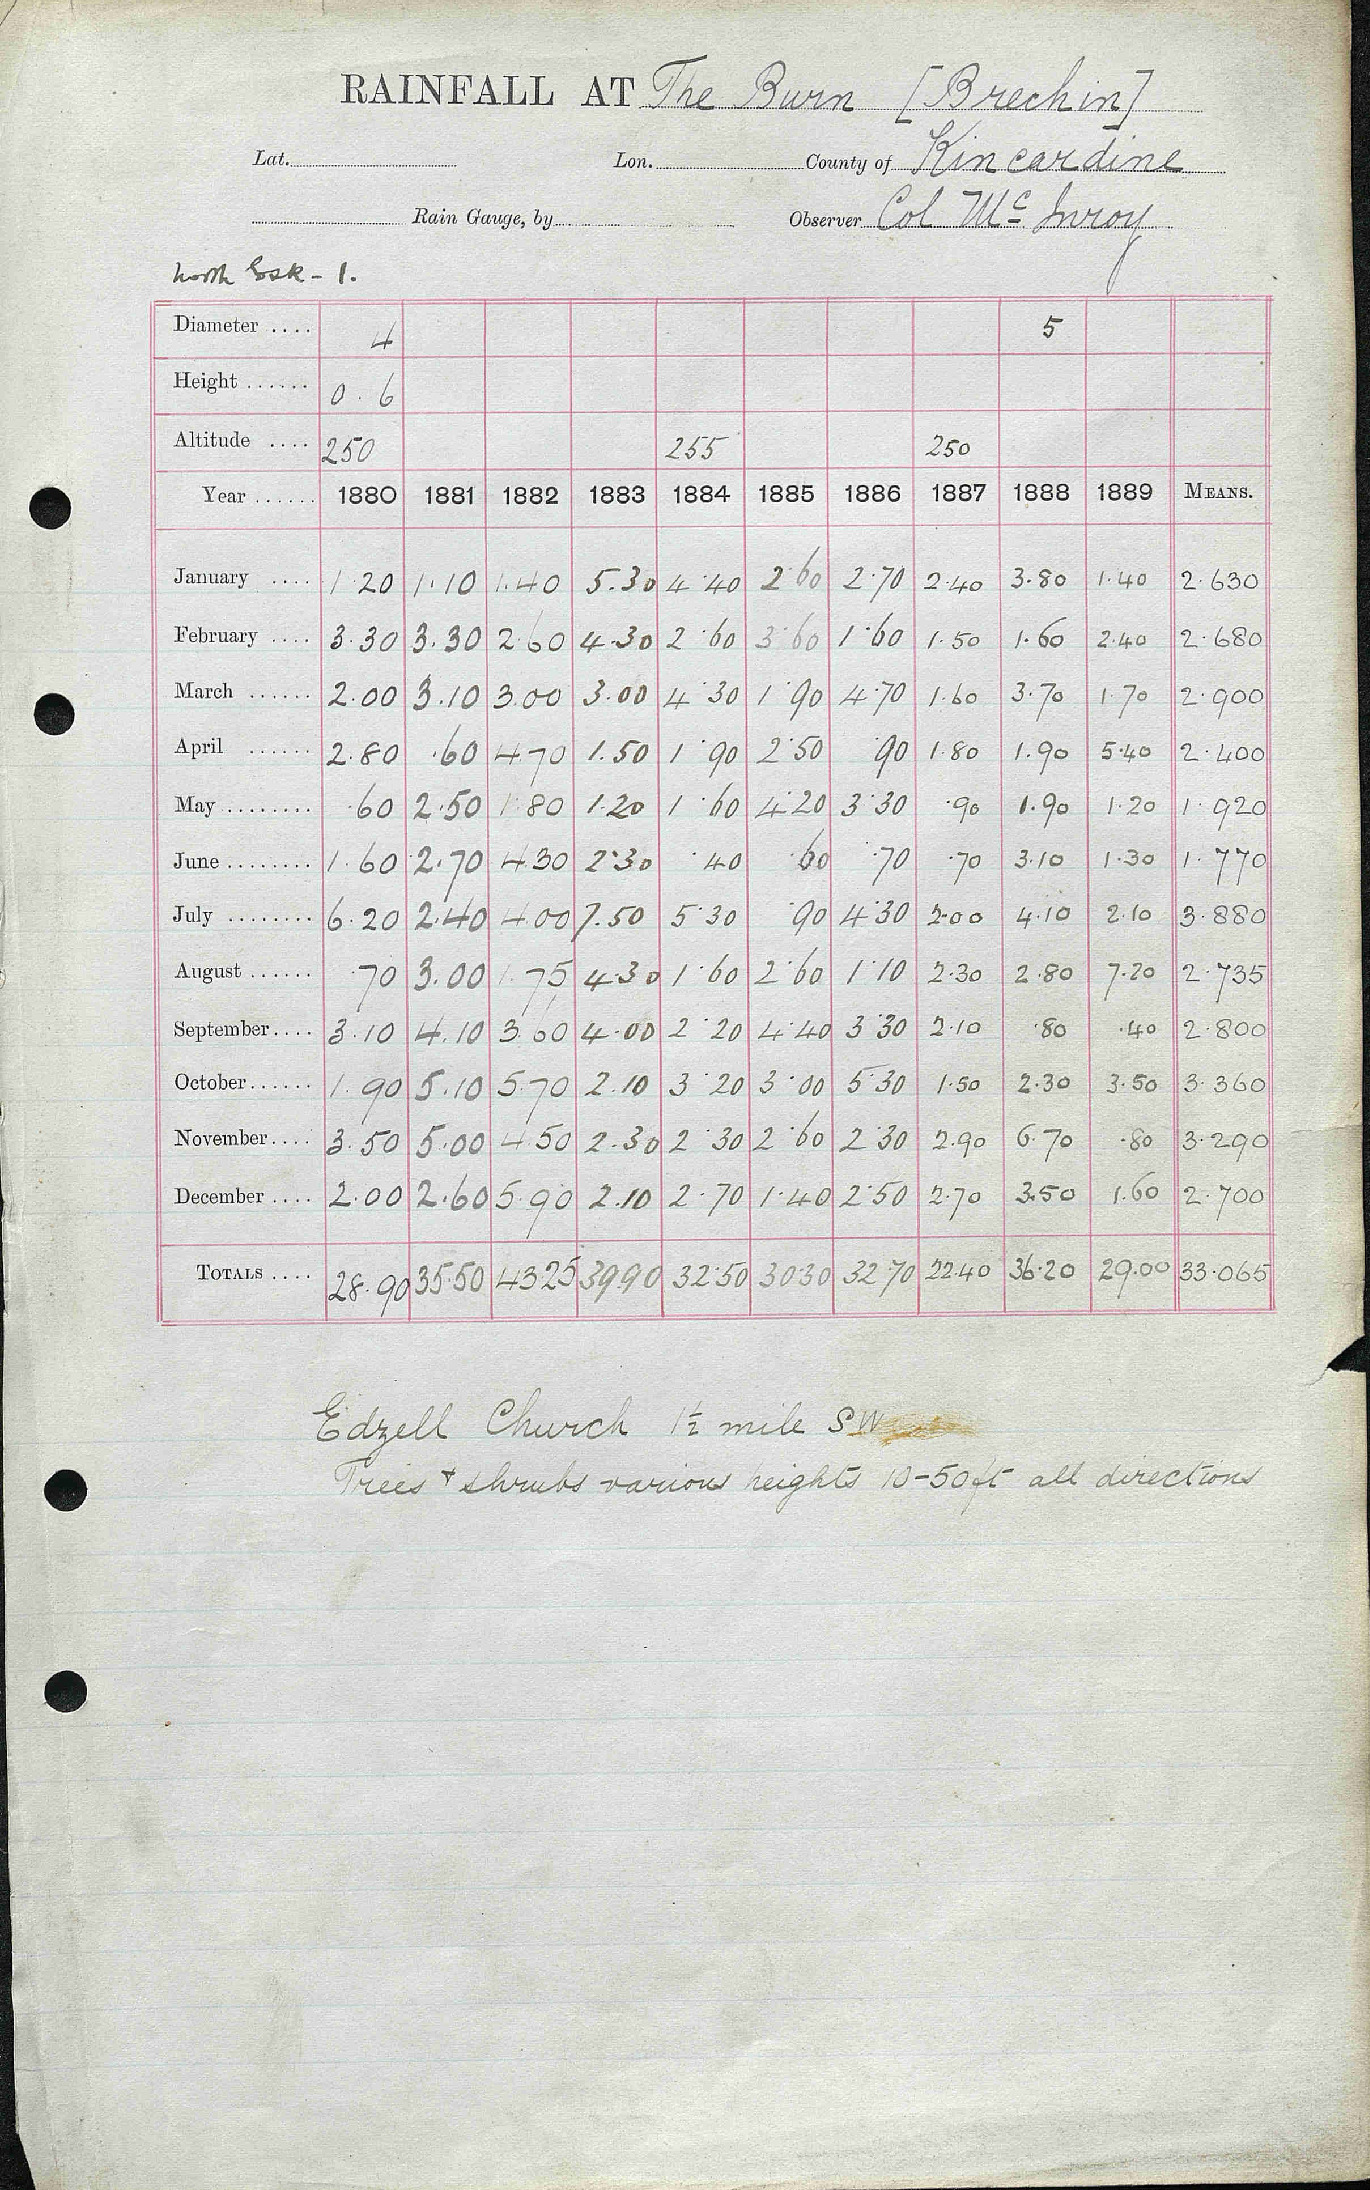 RAINFALL AT The Burn [Brechin]
Lat. Lon. County of Kincardine
Rain Gauge, by Observer Col Mc Inroy
North Esk - 1.
Diameter .... 4 5
Height ...... 0.6
Altitude .... 250 255 250
Year ...... 1880 1881 1882 1883 1884 1885 1886 1887 1888 1889 MEANS.
January .... 1.20 1.10 1.40 5.30 4.40 2.60 2.70 2.40 3.80 1.40 2.630
February .... 3.30 3.30 2.60 4.30 2.60 3.60 1.60 1.50 1.60 2.40 2.680
March ...... 2.00 3.10 3.00 3.00 4.30 1.90 4.70 1.60 3.70 1.70 2.900
April ...... 2.80 .60 4.70 1.50 1.90 2.50 .90 1.80 1.90 5.40 2.400
May ........ .60 2.50 1.80 1.20 1.60 4.20 3.30 .90 1.90 1.20 1.920
June ........ 1.60 2.70 4.30 2.30 .40 .60 .70 .70 3.10 1.30 1.770
July ........ 6.20 2.40 4.00 7.50 5.30 .90 4.30 2.00 4.10 2.10 3.880
August ...... .70 3.00 1.75 4.30 1.60 2.60 1.10 2.30 2.80 7.20 2.735
September.... 3.10 4.10 3.60 4.00 2.20 4.40 3.30 2.10 .80 .40 2.800
October...... 1.90 5.10 5.70 2.10 3.20 3.00 5.30 1.50 2.30 3.50 3.360
November.... 3.50 5.00 4.50 2.30 2.30 2.60 2.30 2.90 6.70 .80 3.290
December .... 2.00 2.60 5.90 2.10 2.70 1.40 2.50 2.70 3.50 1.60 2.700
TOTALS .... 28.90 35.50 43.25 39.90 32.50 30.30 32.70 22.40 36.20 29.00 33.065
Edzell Church 1½ mile SW
Trees & shrubs various heights 10-50ft all directions